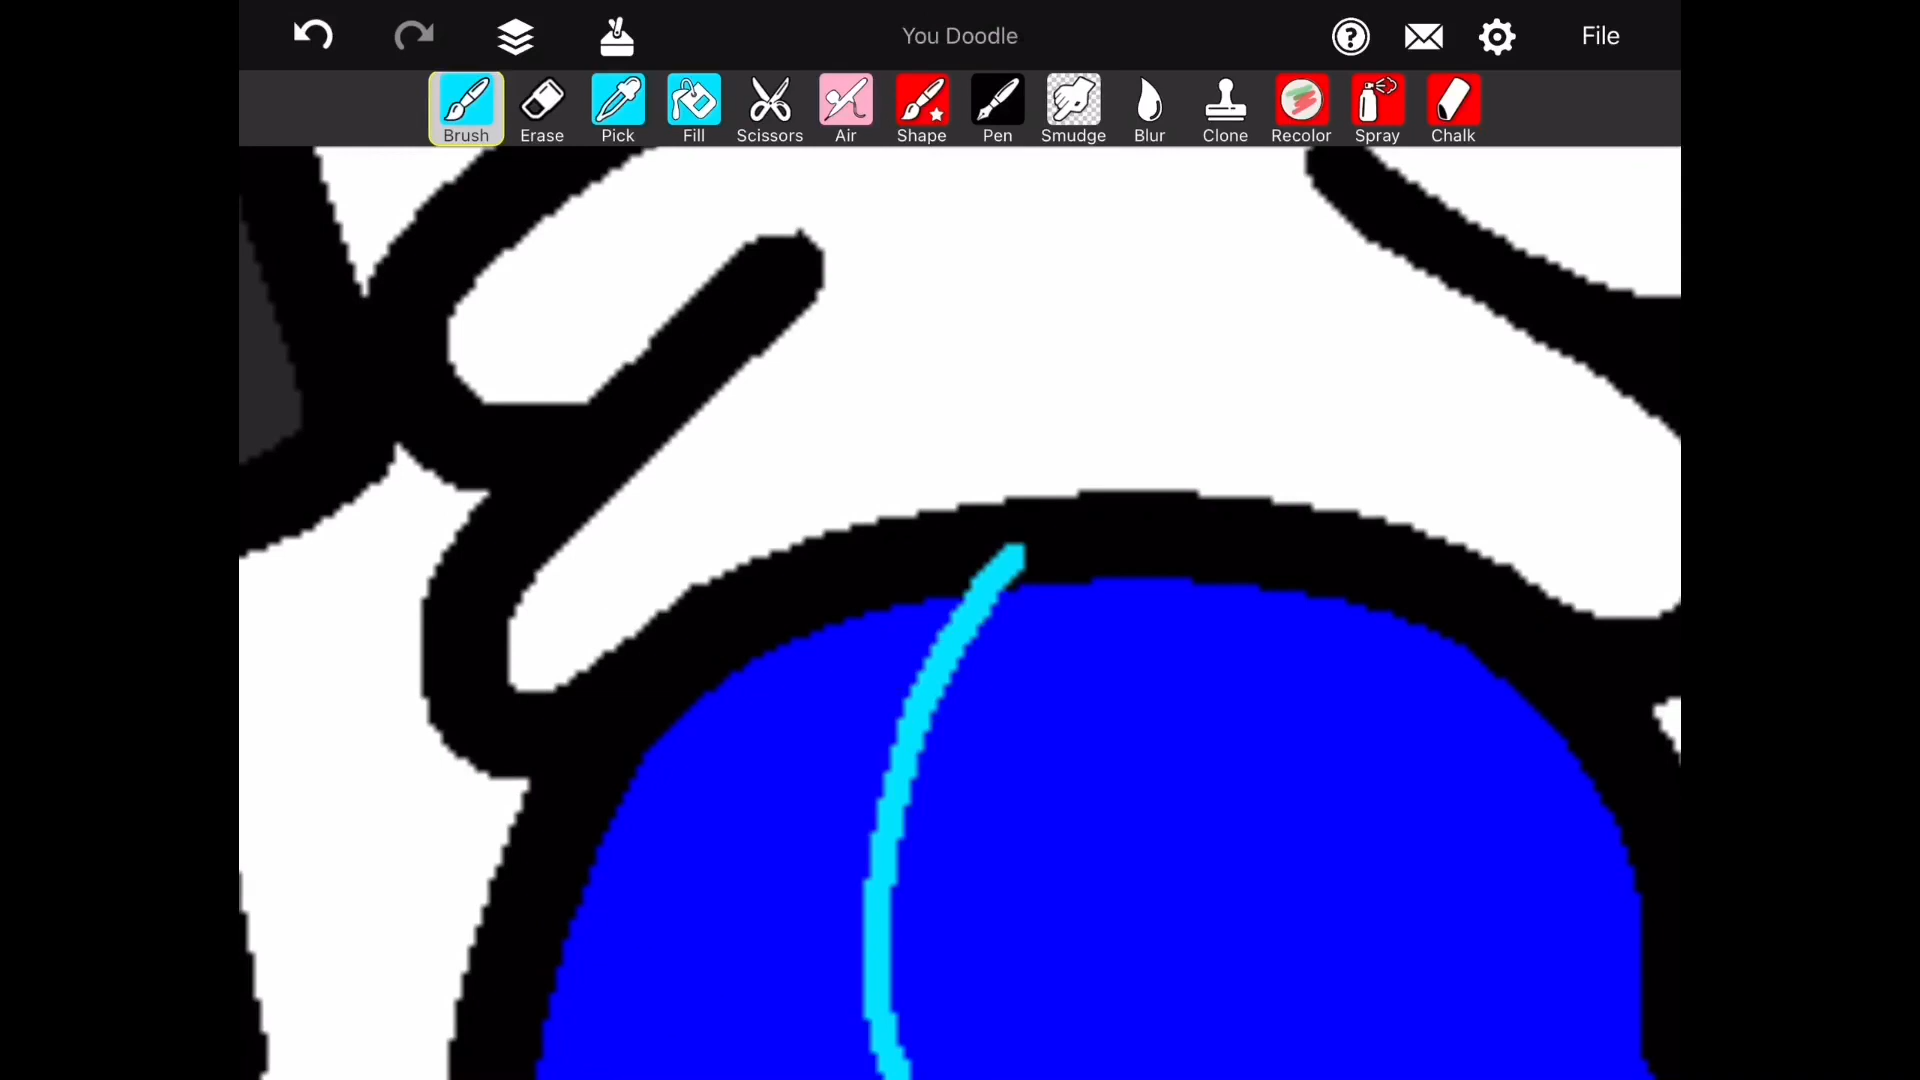 You Doodle
File
Brush Erase Pick Fill Scissors Air Shape Pen Smudge Blur Clone Recolor Spray Chalk